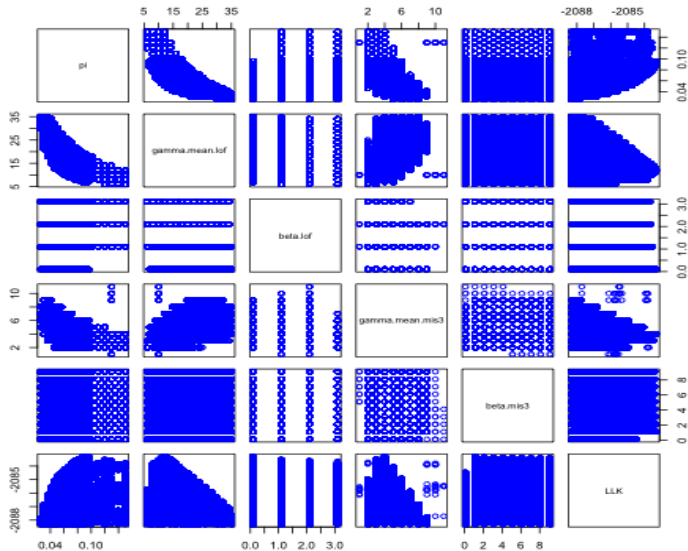 5 15 25 35
2 6 10
-2088 -2085
pi
0.04 0.10
gamma.mean.lof
5 15 25 35
beta.lof
0.0 1.0 2.0 3.0
gamma.mean.mis3
2 6 10
beta.mis3
0 2 4 6 8
LLK
-2088 -2085
0.04 0.10
0.0 1.0 2.0 3.0
0 2 4 6 8